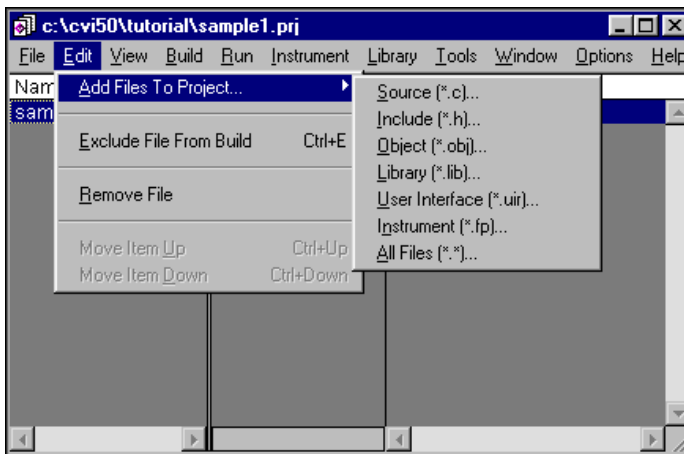 c:\cvi50\tutorial\sample1.prj
File Edit View Build Run Instrument Library Tools Window Options Help
Nam
sam
Add Files To Project...
Exclude File From Build Ctrl+E
Remove File
Move Item Up Ctrl+Up
Move Item Down Ctrl+Down
Source (*.c)...
Include (*.h)...
Object (*.obj)...
Library (*.lib)...
User Interface (*.uir)...
Instrument (*.fp)...
All Files (*.*)...